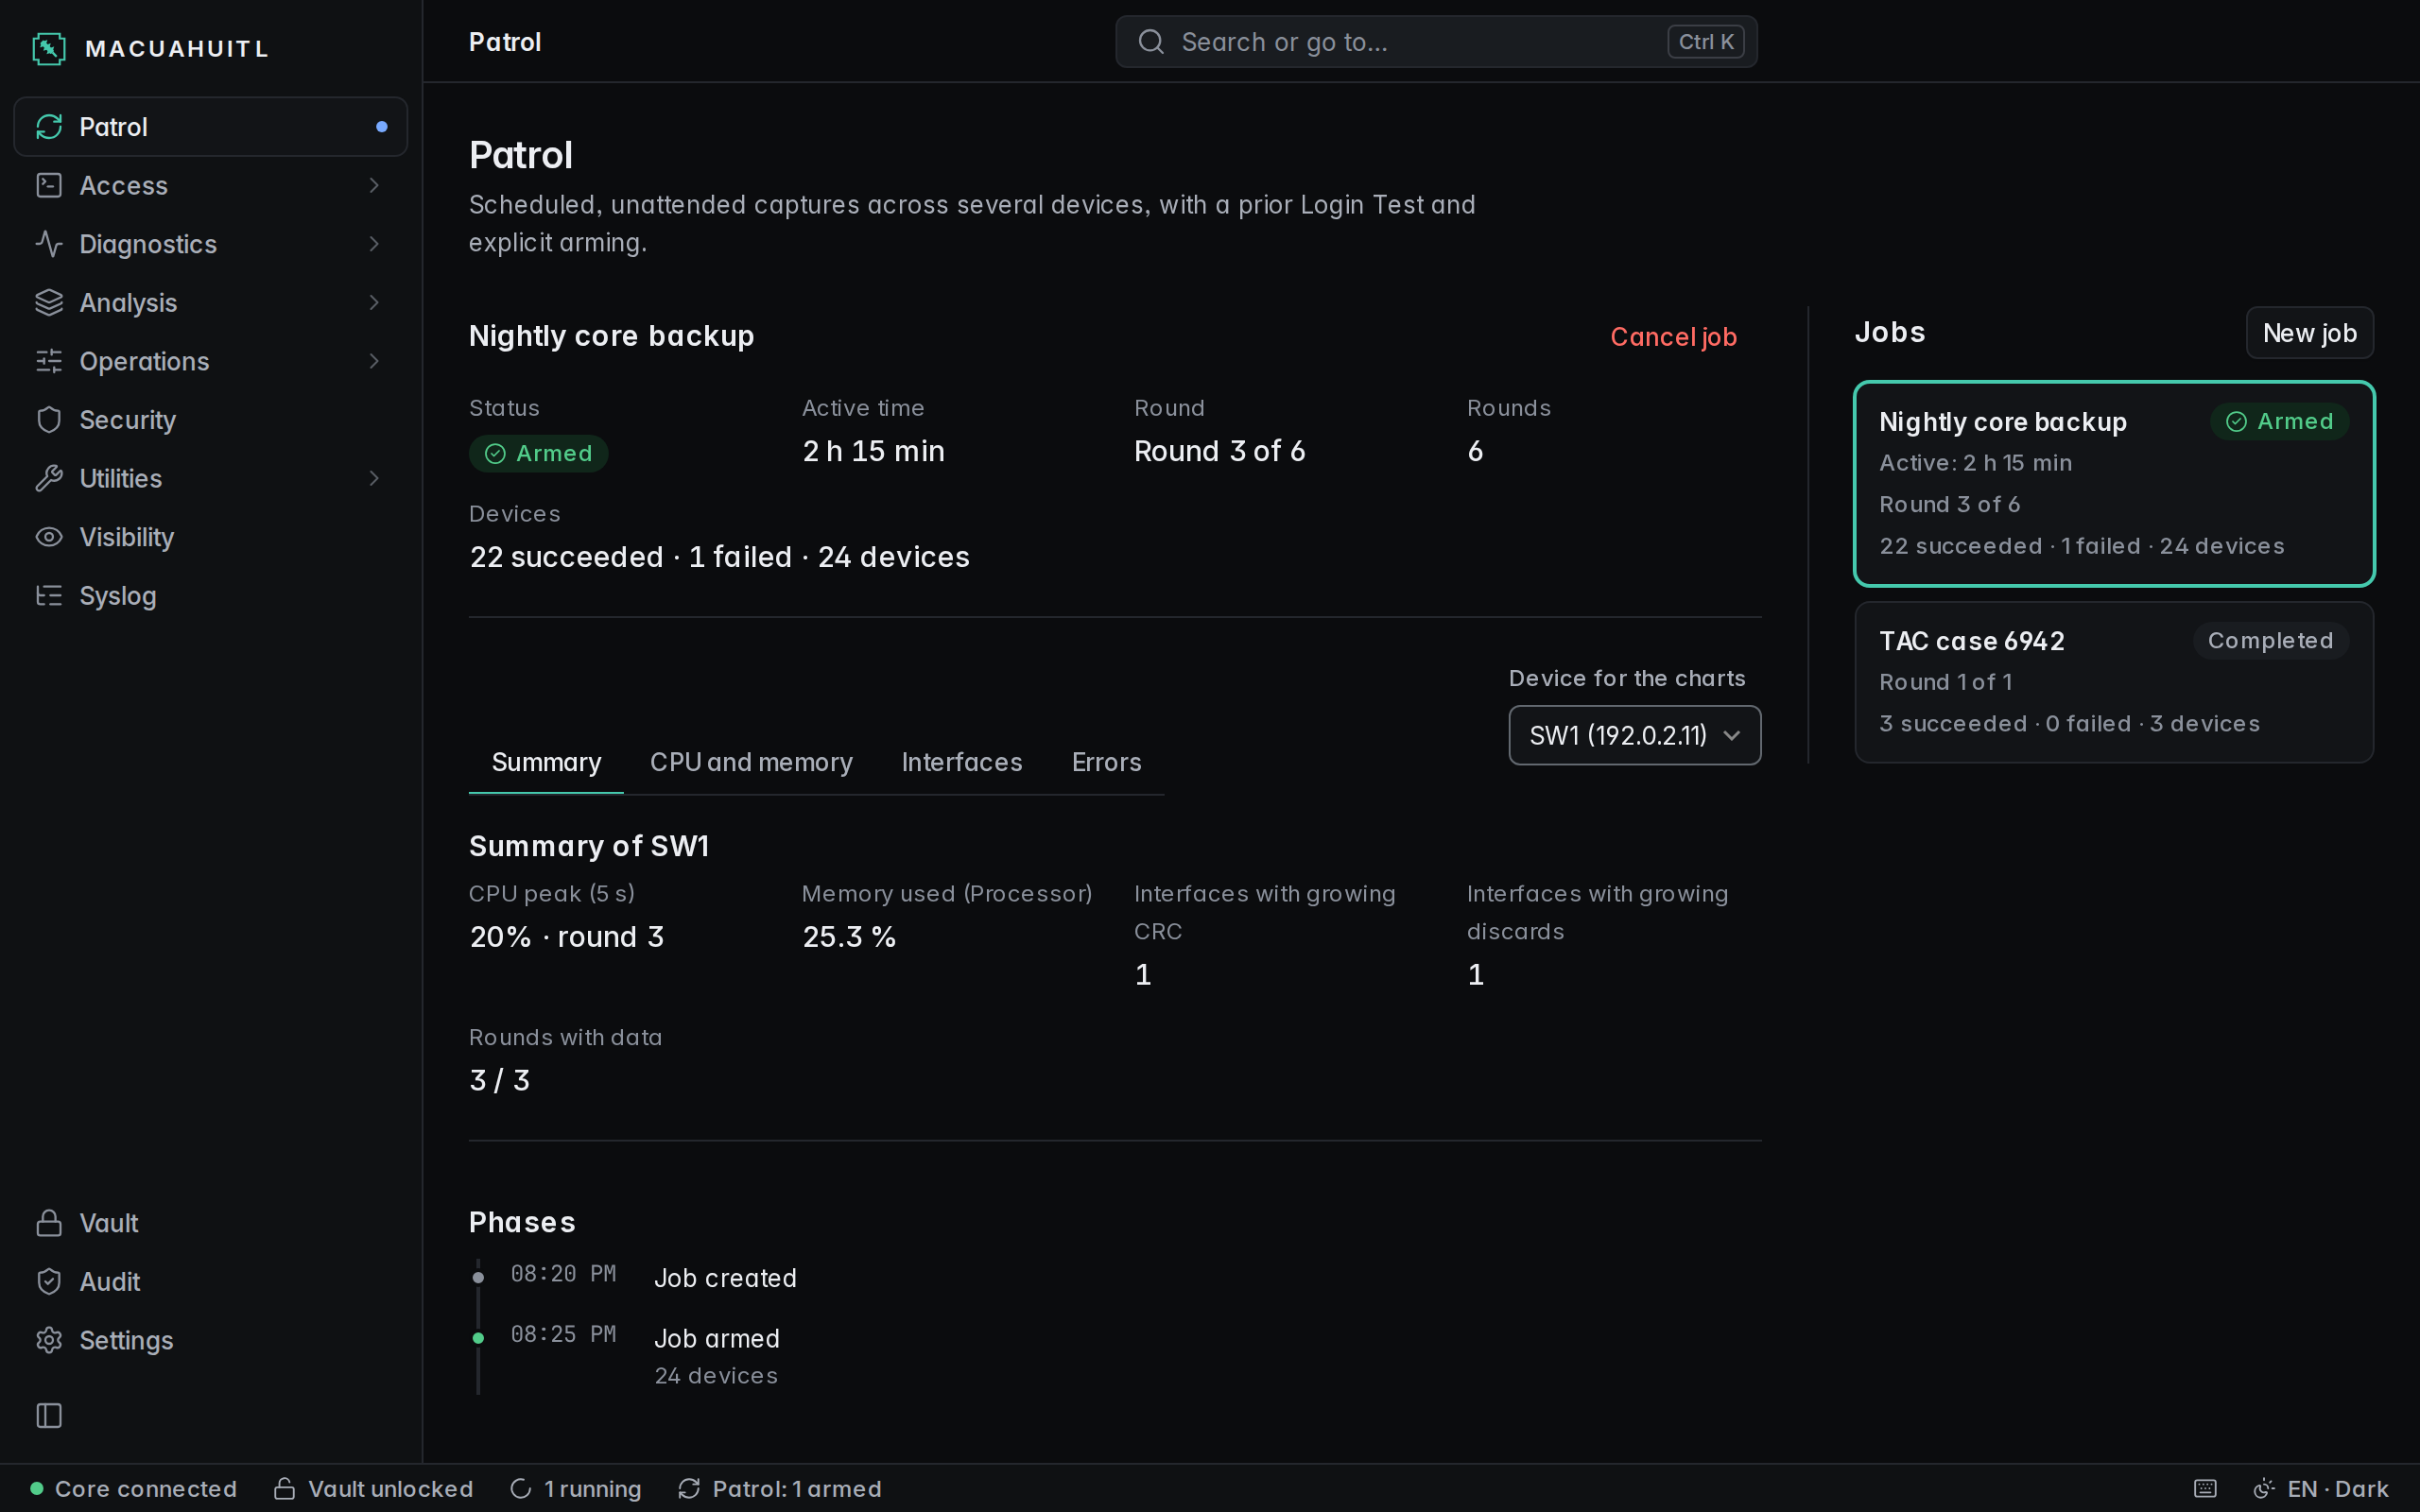 MACUAHUITL
Patrol
Access
Diagnostics
Analysis
Operations
Security
Utilities
Visibility
Syslog
Vault
Audit
Settings
Patrol
Search or go to...
Ctrl K
Patrol
Scheduled, unattended captures across several devices, with a prior Login Test and
explicit arming.
Nightly core backup
Cancel job
Status
Armed
Active time
2 h 15 min
Round
Round 3 of 6
Rounds
6
Devices
22 succeeded · 1 failed · 24 devices
Device for the charts
SW1 (192.0.2.11)
Summary
CPU and memory
Interfaces
Errors
Summary of SW1
CPU peak (5 s)
20% · round 3
Memory used (Processor)
25.3 %
Interfaces with growing
CRC
1
Interfaces with growing
discards
1
Rounds with data
3 / 3
Phases
08:20 PM Job created
08:25 PM Job armed
24 devices
Jobs
New job
Nightly core backup
Armed
Active: 2 h 15 min
Round 3 of 6
22 succeeded · 1 failed · 24 devices
TAC case 6942
Completed
Round 1 of 1
3 succeeded · 0 failed · 3 devices
Core connected
Vault unlocked
1 running
Patrol: 1 armed
EN · Dark